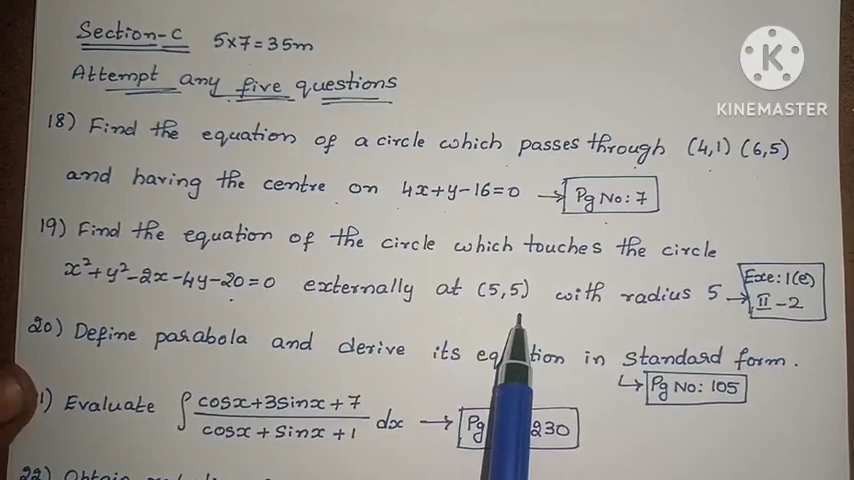 Section-C 5x7=35m
Attempt any five questions
KINEMASTER
18) Find the equation of a circle which passes through (4,1) (6,5)
and having the centre on 4x+y-16=0 → Pg No: 7
19) Find the equation of the circle which touches the circle
x²+y²-2x-4y-20=0 externally at (5,5) with radius 5 → Exe: 1(e)
II-2
20) Define parabola and derive its in standard form.
↳ Pg No: 105
1) Evaluate ∫ cosx+3sinx+7 / cosx+sinx+1 dx → Pg 230
22) Obtain